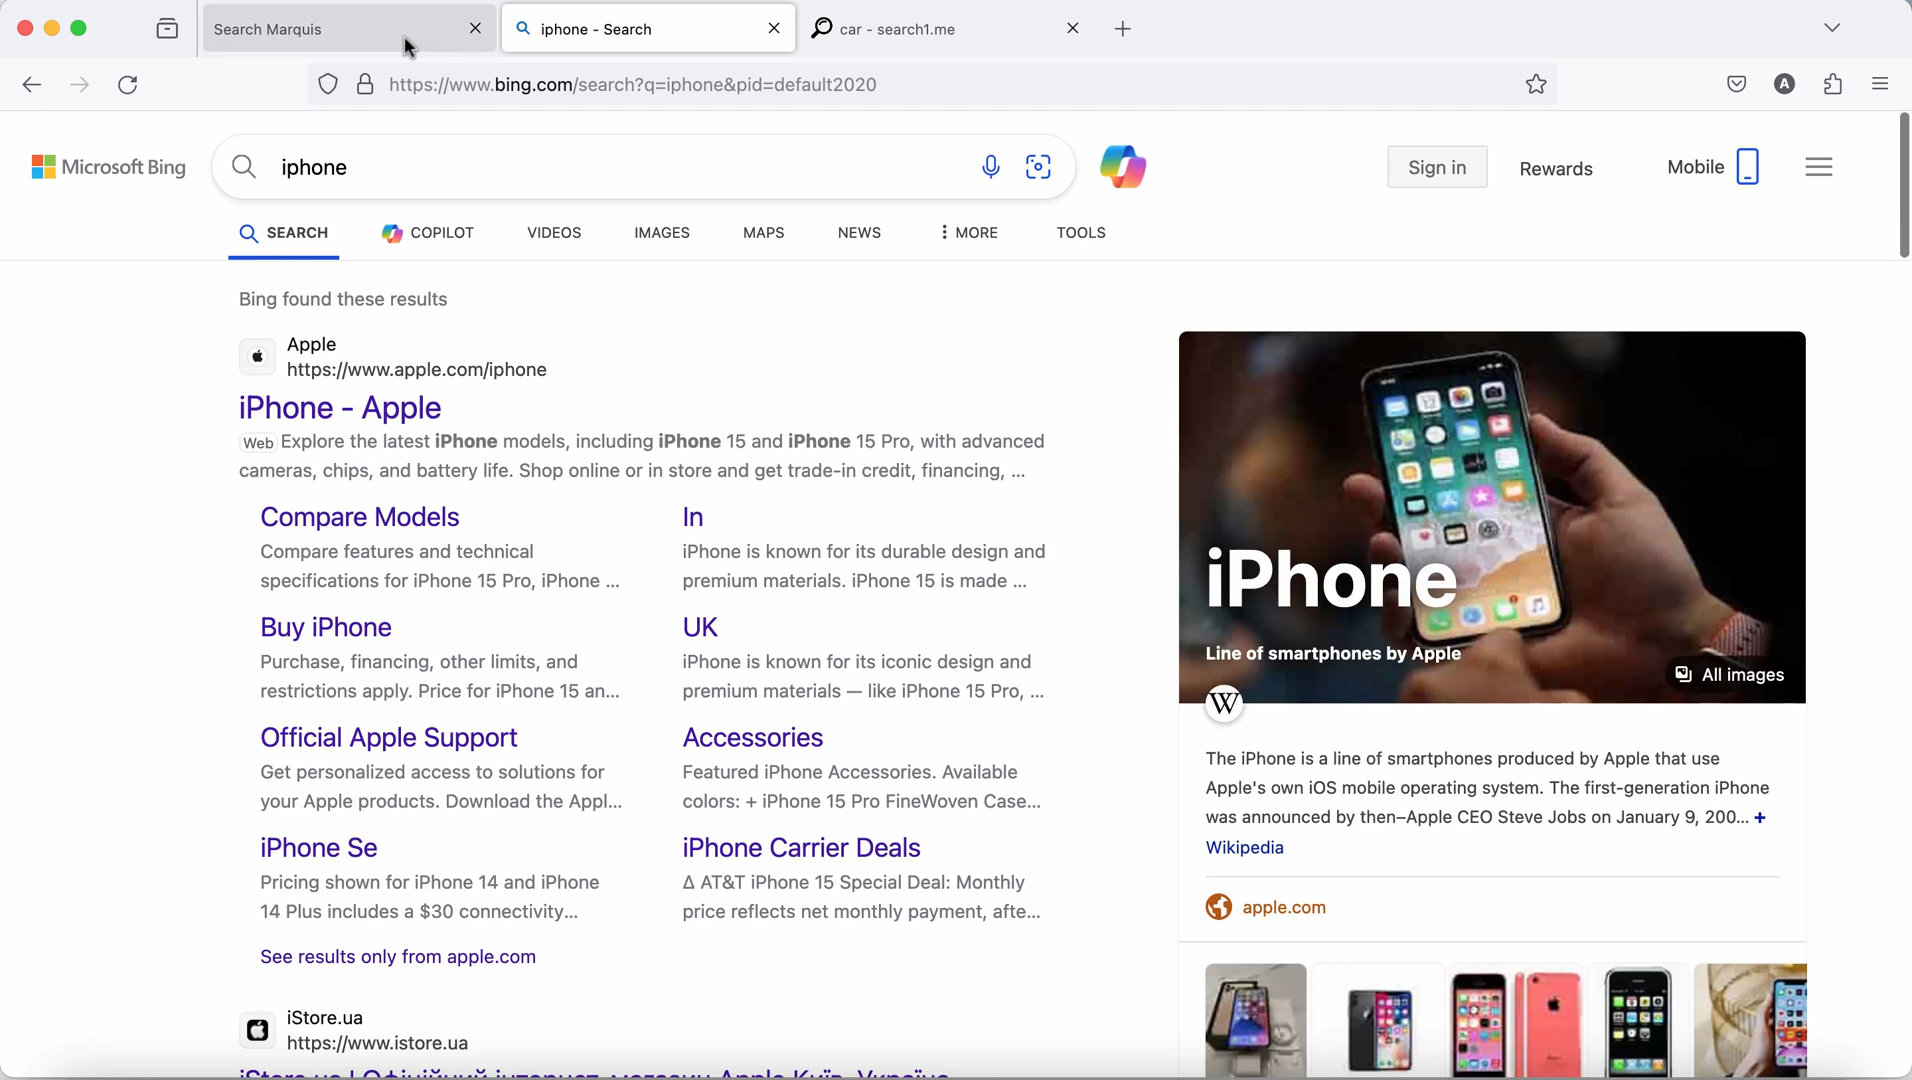 Search Marquis
iphone - Search
car - search1.me
https://www.bing.com/search?q=iphone&pid=default2020
A
Microsoft Bing
iphone
Sign in
Rewards
Mobile
SEARCH
COPILOT
VIDEOS
IMAGES
MAPS
NEWS
MORE
TOOLS
Bing found these results
Apple
https://www.apple.com/iphone
iPhone - Apple
Web Explore the latest iPhone models, including iPhone 15 and iPhone 15 Pro, with advanced
cameras, chips, and battery life. Shop online or in store and get trade-in credit, financing, ...
Compare Models
Compare features and technical
specifications for iPhone 15 Pro, iPhone ...
In
iPhone is known for its durable design and
premium materials. iPhone 15 is made ...
Buy iPhone
Purchase, financing, other limits, and
restrictions apply. Price for iPhone 15 an...
UK
iPhone is known for its iconic design and
premium materials — like iPhone 15 Pro, ...
Official Apple Support
Get personalized access to solutions for
your Apple products. Download the Appl...
Accessories
Featured iPhone Accessories. Available
colors: + iPhone 15 Pro FineWoven Case...
iPhone Se
Pricing shown for iPhone 14 and iPhone
14 Plus includes a $30 connectivity...
iPhone Carrier Deals
Δ AT&T iPhone 15 Special Deal: Monthly
price reflects net monthly payment, afte...
See results only from apple.com
iStore.ua
https://www.istore.ua
iStore.ua | Офіційний інтернет-магазин Apple Київ, Україна
iPhone
Line of smartphones by Apple
All images
W
The iPhone is a line of smartphones produced by Apple that use
Apple's own iOS mobile operating system. The first-generation iPhone
was announced by then–Apple CEO Steve Jobs on January 9, 200... +
Wikipedia
apple.com